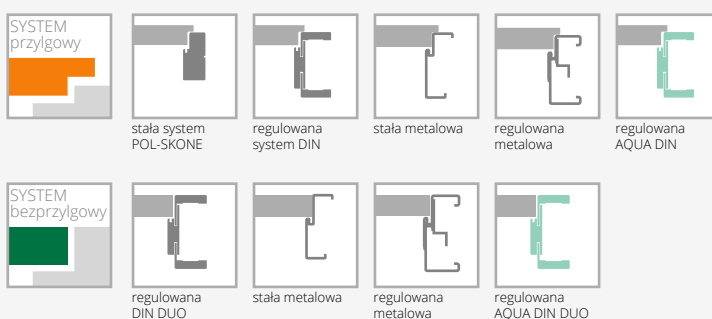 SYSTEM
przylgowy
stała system
POL-SKONE
regulowana
system DIN
stała metalowa
regulowana
metalowa
regulowana
AQUA DIN
SYSTEM
bezprzylgowy
regulowana
DIN DUO
stała metalowa
regulowana
metalowa
regulowana
AQUA DIN DUO